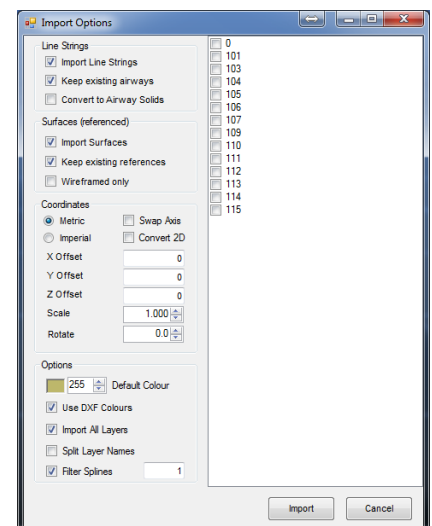 Import Options
Line Strings
Import Line Strings
Keep existing airways
Convert to Airway Solids
Surfaces (referenced)
Import Surfaces
Keep existing references
Wireframed only
Coordinates
Metric
Swap Axis
Imperial
Convert 2D
X Offset
0
Y Offset
0
Z Offset
0
Scale
1.000
Rotate
0.0
Options
255
Default Colour
Use DXF Colours
Import All Layers
Split Layer Names
Filter Splines
1
0
101
103
104
105
106
107
109
110
111
112
113
114
115
Import
Cancel